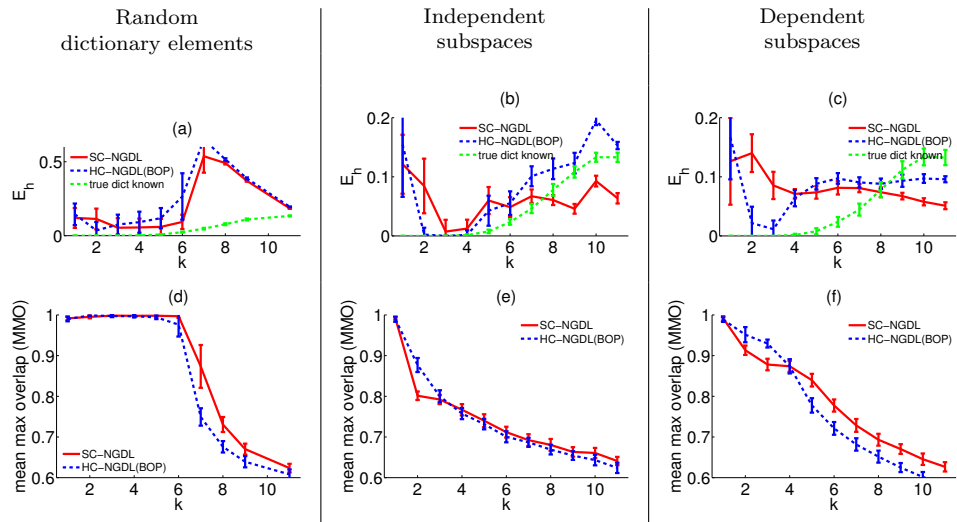 Random
dictionary elements
Independent
subspaces
Dependent
subspaces
(a)
SC−NGDL
HC−NGDL(BOP)
true dict known
0.5
0
E_h
2 4 6 8 10
k
(b)
SC−NGDL
HC−NGDL(BOP)
true dict known
0.2
0.1
0
E_h
2 4 6 8 10
k
(c)
SC−NGDL
HC−NGDL(BOP)
true dict known
0.2
0.1
0
E_h
2 4 6 8 10
k
(d)
1
0.9
0.8
0.7
0.6
mean max overlap (MMO)
SC−NGDL
HC−NGDL(BOP)
2 4 6 8 10
k
(e)
SC−NGDL
HC−NGDL(BOP)
1
0.9
0.8
0.7
0.6
mean max overlap (MMO)
2 4 6 8 10
k
(f)
SC−NGDL
HC−NGDL(BOP)
1
0.9
0.8
0.7
0.6
mean max overlap (MMO)
2 4 6 8 10
k